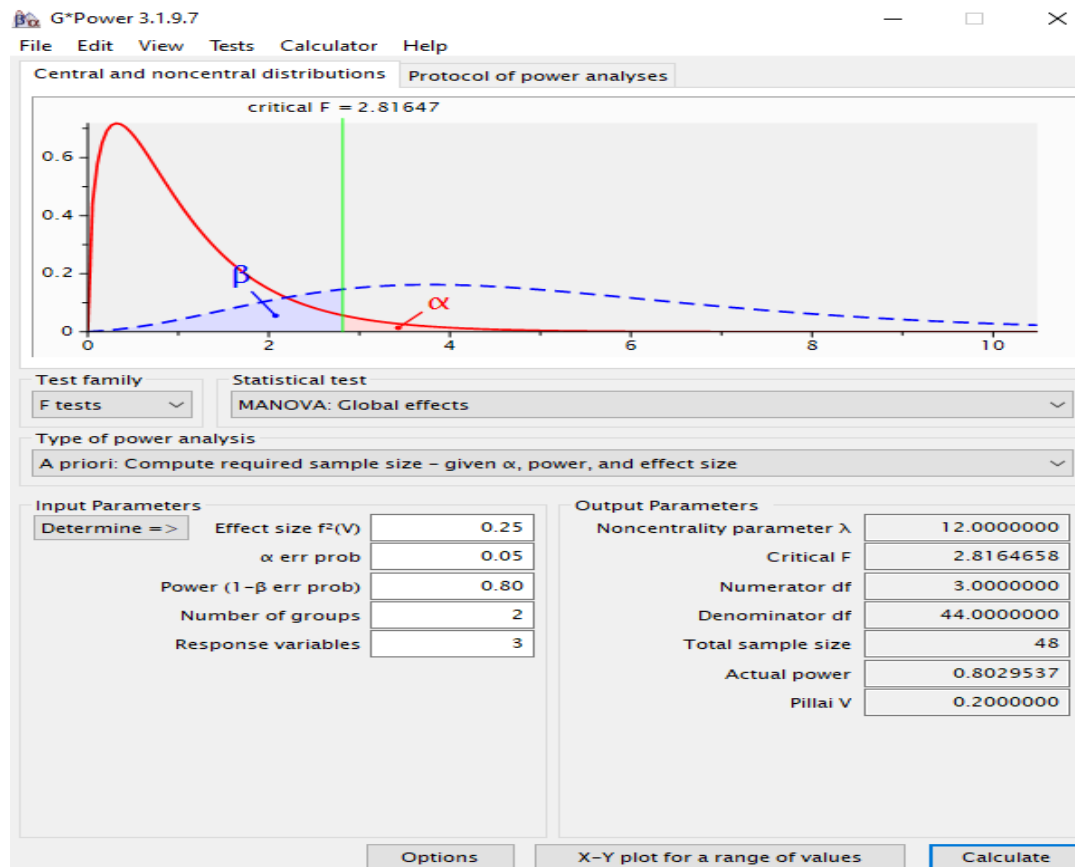 G*Power 3.1.9.7
File Edit View Tests Calculator Help
Central and noncentral distributions Protocol of power analyses
critical F = 2.81647
0.6
0.4
0.2
0
β
α
0 2 4 6 8 10
Test family Statistical test
F tests MANOVA: Global effects
Type of power analysis
A priori: Compute required sample size - given α, power, and effect size
Input Parameters Output Parameters
Determine => Effect size f²(V) 0.25 Noncentrality parameter λ 12.0000000
α err prob 0.05 Critical F 2.8164658
Power (1-β err prob) 0.80 Numerator df 3.0000000
Number of groups 2 Denominator df 44.0000000
Response variables 3 Total sample size 48
Actual power 0.8029537
Pillai V 0.2000000
Options X-Y plot for a range of values Calculate